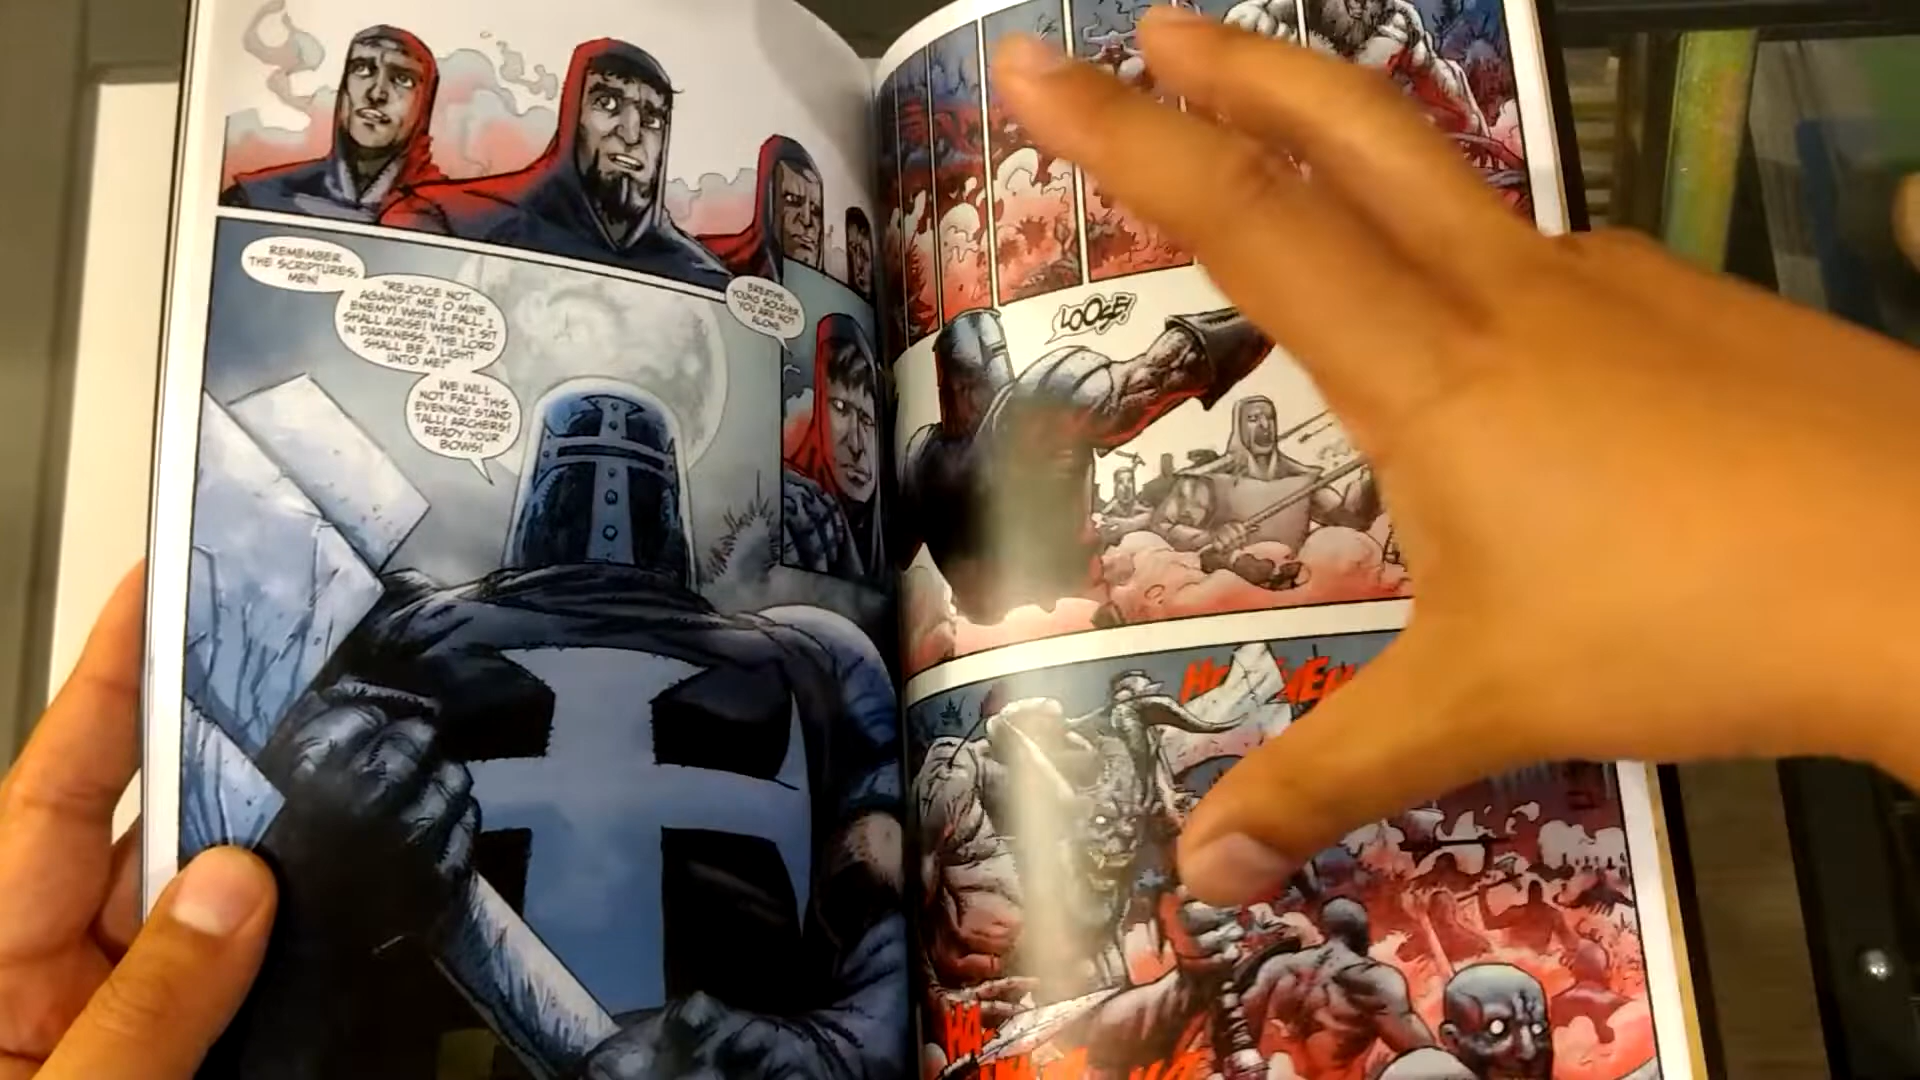 REMEMBER
THE SCRIPTURES,
MEN!
"REJOICE NOT
AGAINST ME, O MINE
ENEMY! WHEN I FALL, I
SHALL ARISE! WHEN I SIT
IN DARKNESS, THE LORD
SHALL BE A LIGHT
UNTO ME!"
WE WILL
NOT FALL THIS
EVENING! STAND
TALL! ARCHERS!
READY YOUR
BOWS!
BREATHE,
YOUNG SOLDIER.
YOU ARE NOT
ALONE.
LOOSE!
HA-